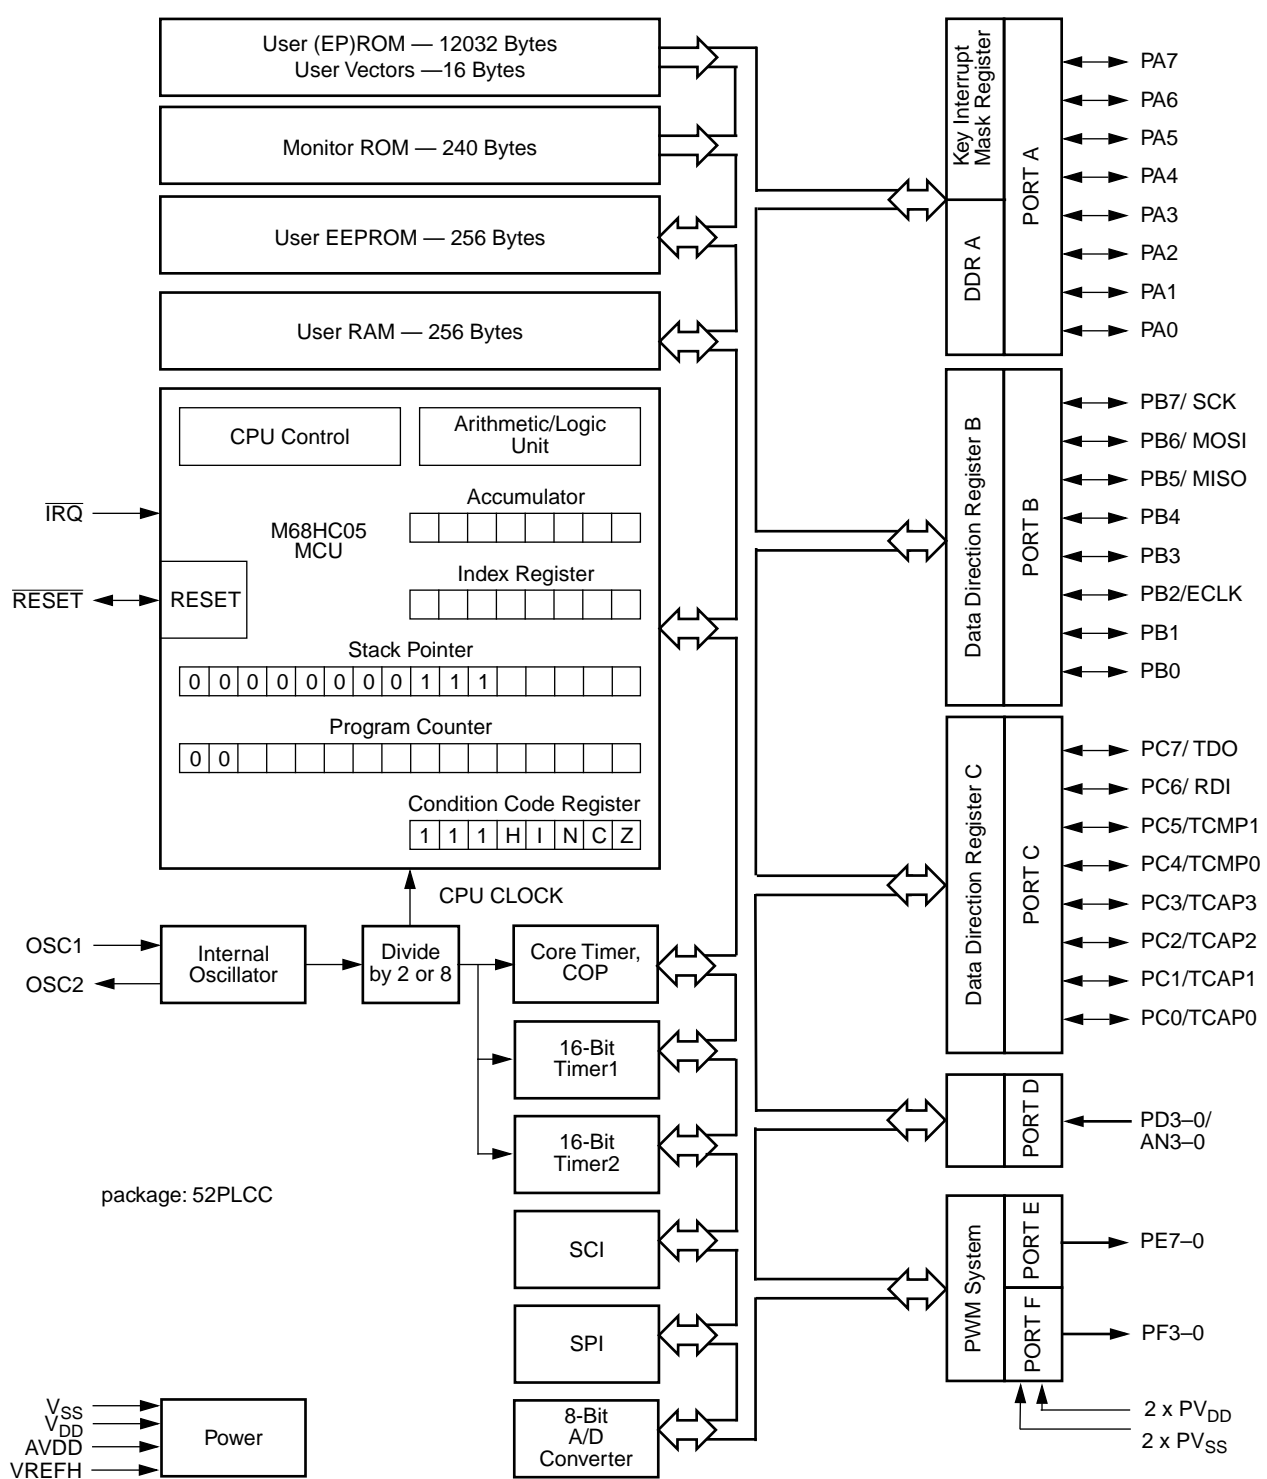 User (EP)ROM — 12032 Bytes
User Vectors —16 Bytes
Monitor ROM — 240 Bytes
User EEPROM — 256 Bytes
User RAM — 256 Bytes
CPU Control
Arithmetic/Logic
Unit
Accumulator
IRQ
M68HC05
MCU
Index Register
RESET
RESET
Stack Pointer
0 0 0 0 0 0 0 0 1 1 1
Program Counter
0 0
Condition Code Register
1 1 1 H I N C Z
CPU CLOCK
OSC1
OSC2
Internal
Oscillator
Divide
by 2 or 8
Core Timer,
COP
16-Bit
Timer1
16-Bit
Timer2
package: 52PLCC
SCI
SPI
8-Bit
A/D
Converter
VSS
VDD
AVDD
VREFH
Power
Key Interrupt
Mask Register
DDR A
PORT A
PA7
PA6
PA5
PA4
PA3
PA2
PA1
PA0
Data Direction Register B
PORT B
PB7/ SCK
PB6/ MOSI
PB5/ MISO
PB4
PB3
PB2/ECLK
PB1
PB0
Data Direction Register C
PORT C
PC7/ TDO
PC6/ RDI
PC5/TCMP1
PC4/TCMP0
PC3/TCAP3
PC2/TCAP2
PC1/TCAP1
PC0/TCAP0
PORT D
PD3–0/
AN3–0
PWM System
PORT E
PE7–0
PORT F
PF3–0
2 x PVDD
2 x PVSS